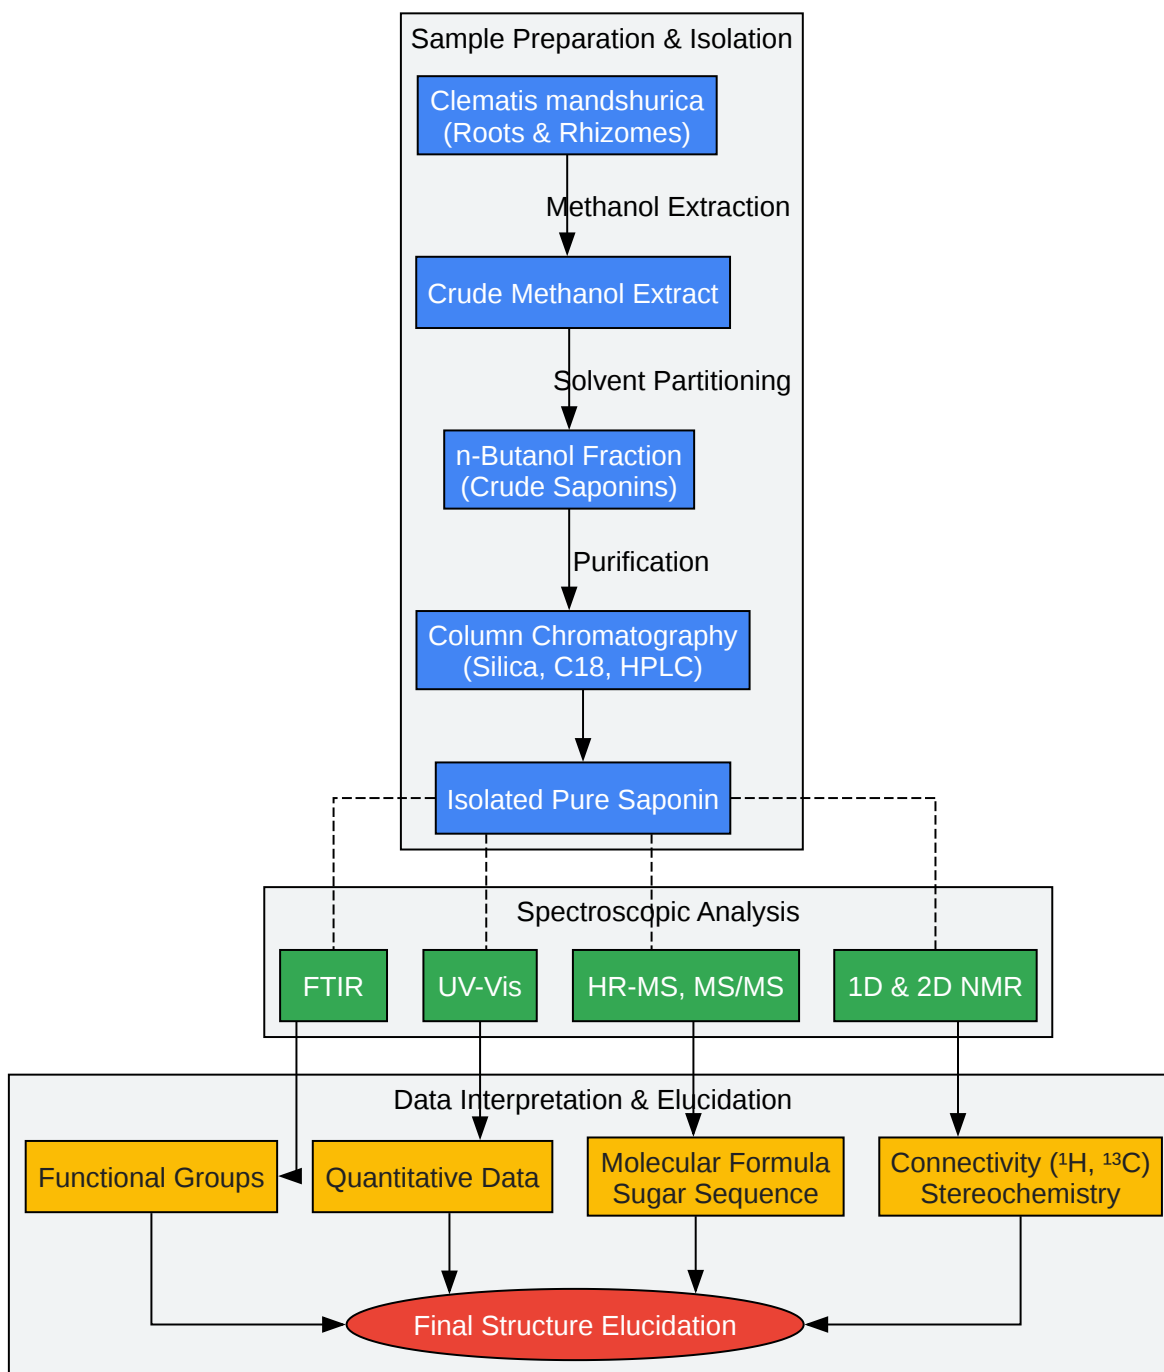 Sample Preparation & Isolation
Clematis mandshurica
(Roots & Rhizomes)
Methanol Extraction
Crude Methanol Extract
Solvent Partitioning
n-Butanol Fraction
(Crude Saponins)
Purification
Column Chromatography
(Silica, C18, HPLC)
Isolated Pure Saponin
Spectroscopic Analysis
FTIR
UV-Vis
HR-MS, MS/MS
1D & 2D NMR
Data Interpretation & Elucidation
Functional Groups
Quantitative Data
Molecular Formula
Sugar Sequence
Connectivity (¹H, ¹³C)
Stereochemistry
Final Structure Elucidation